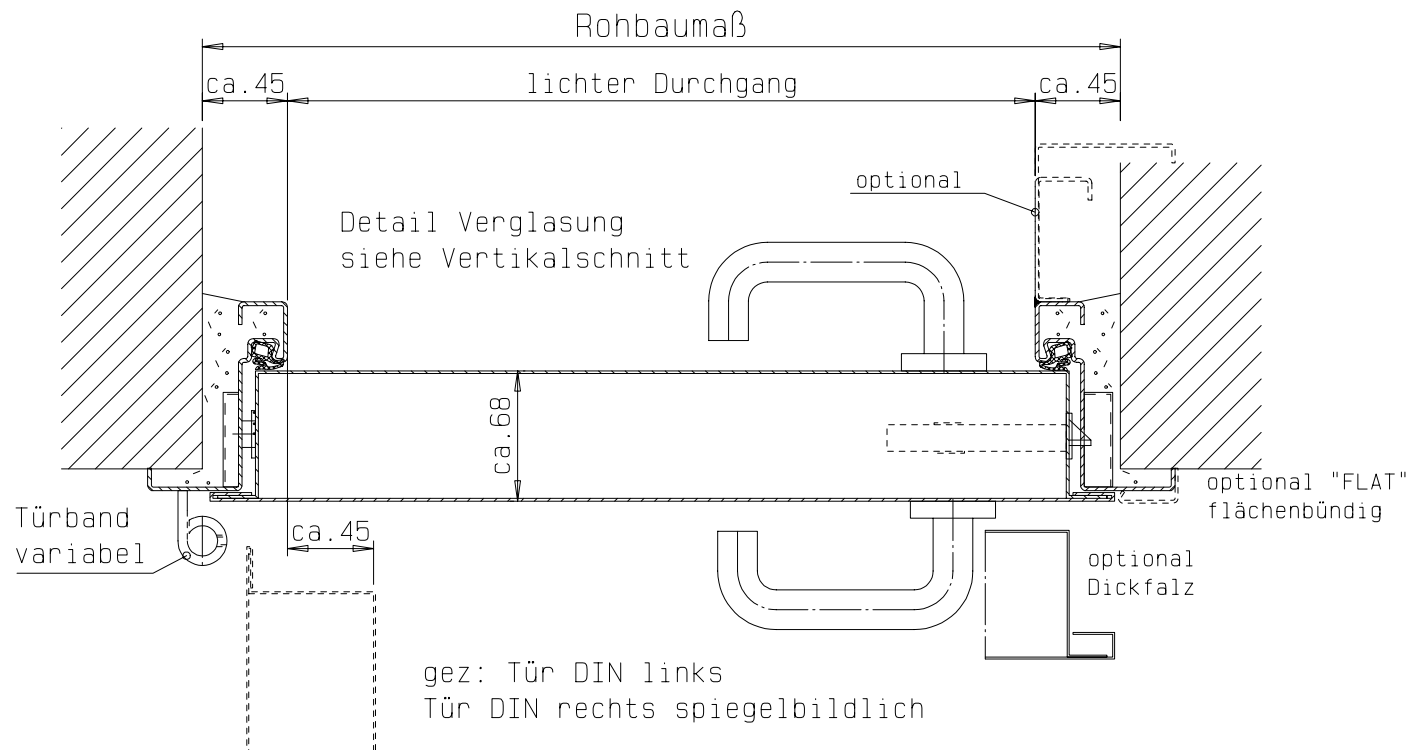 Rohbaumaß
ca.45
lichter Durchgang
ca.45
optional
Detail Verglasung
siehe Vertikalschnitt
ca.68
optional "FLAT"
flächenbündig
Türband
variabel
ca.45
optional
Dickfalz
gez: Tür DIN links
Tür DIN rechts spiegelbildlich